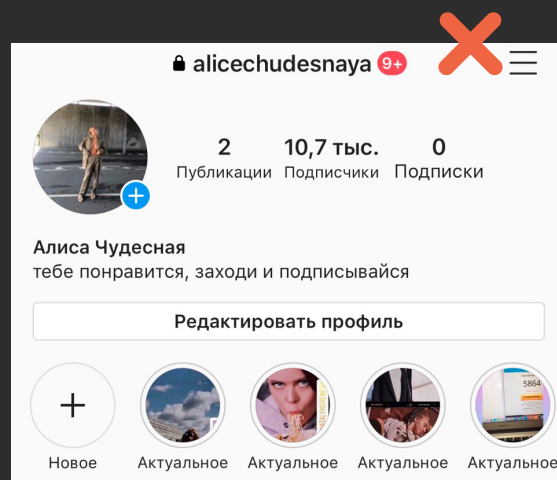 alicechudesnaya 9+
2 10,7 тыс. 0
Публикации Подписчики Подписки
Алиса Чудесная
тебе понравится, заходи и подписывайся
Редактировать профиль
5864
Новое Актуальное Актуальное Актуальное Актуальное